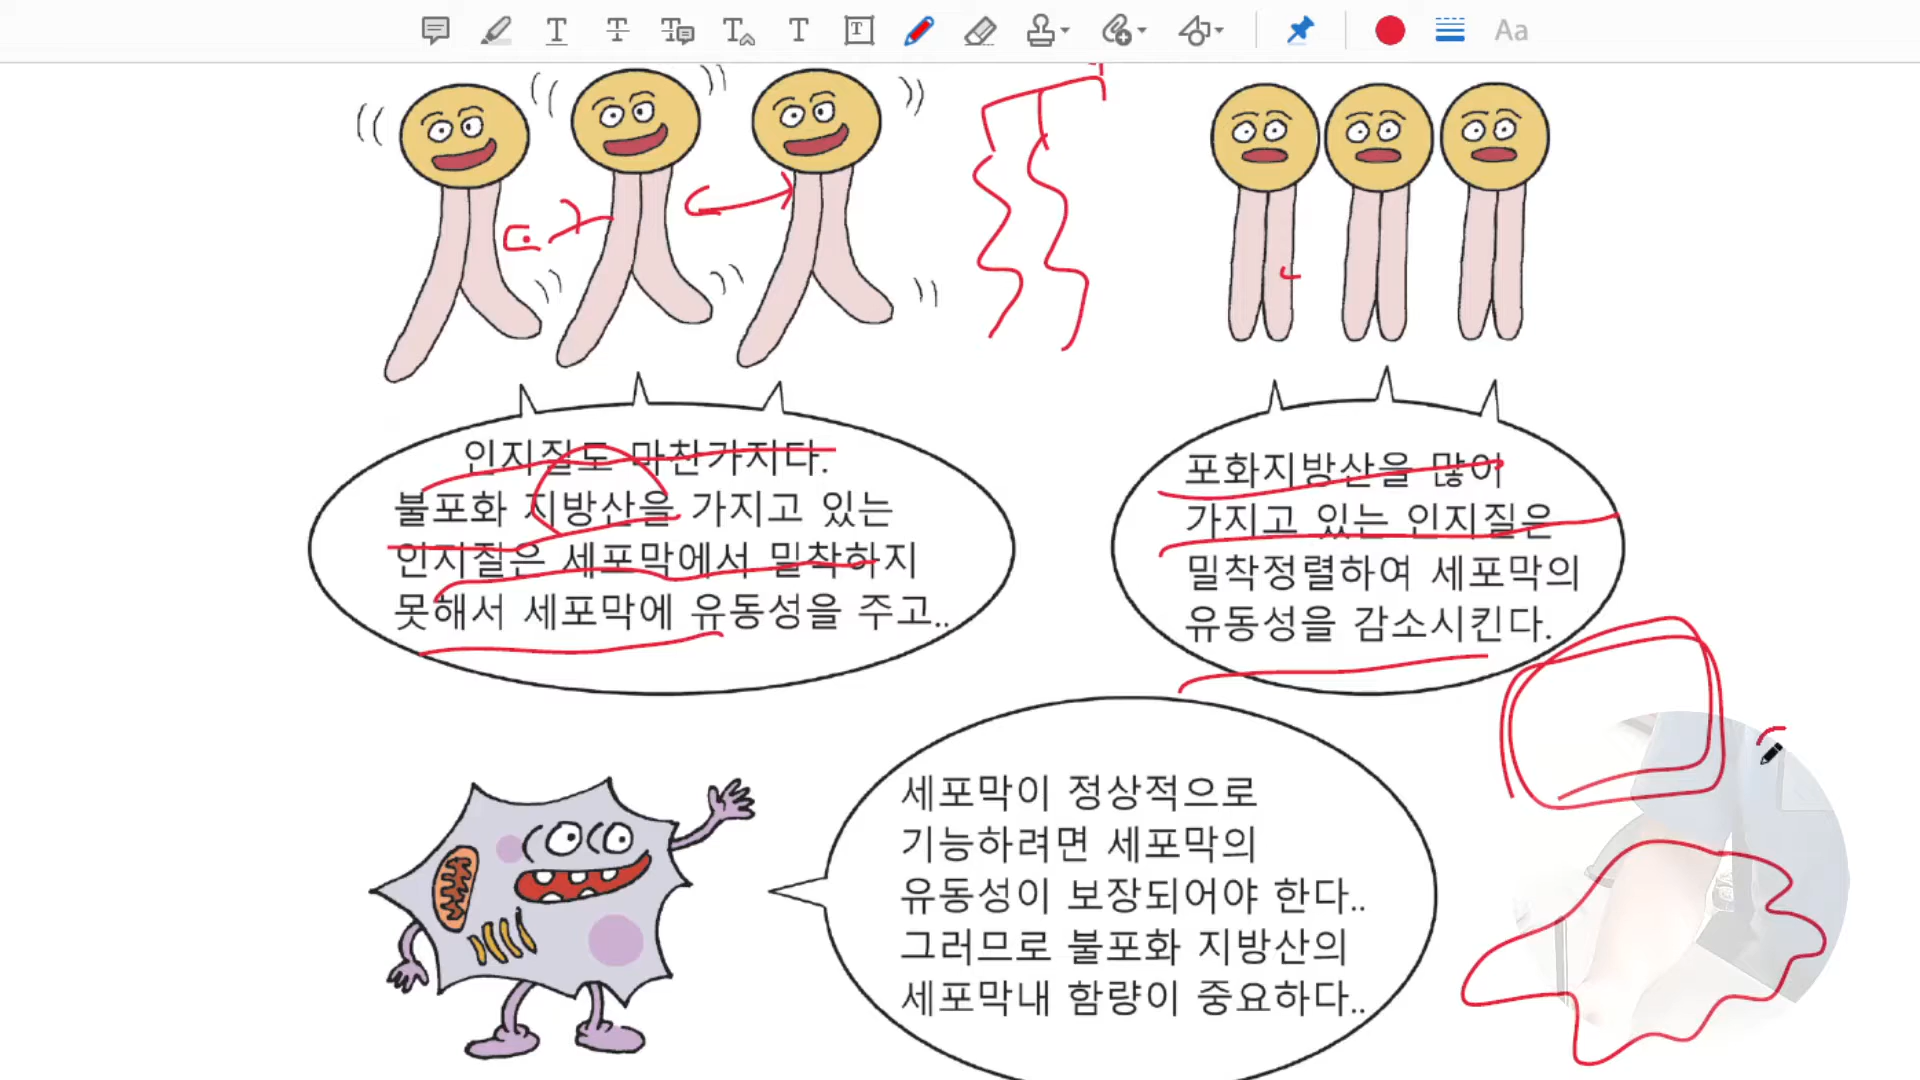 Aa
인지질도 마찬가지다.
불포화 지방산을 가지고 있는
인지질은 세포막에서 밀착하지
못해서 세포막에 유동성을 주고..
포화지방산을 많이
가지고 있는 인지질은
밀착정렬하여 세포막의
유동성을 감소시킨다.
세포막이 정상적으로
기능하려면 세포막의
유동성이 보장되어야 한다..
그러므로 불포화 지방산의
세포막내 함량이 중요하다..